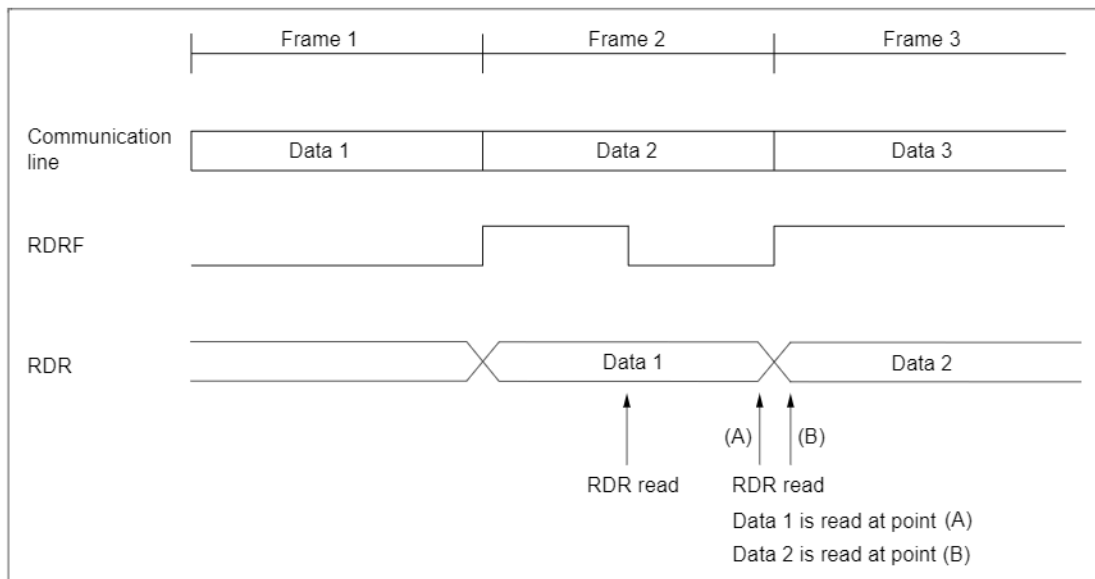 Frame 1 Frame 2 Frame 3
Communication
line
Data 1 Data 2 Data 3
RDRF
RDR
Data 1 Data 2
(A) (B)
RDR read RDR read
Data 1 is read at point (A)
Data 2 is read at point (B)